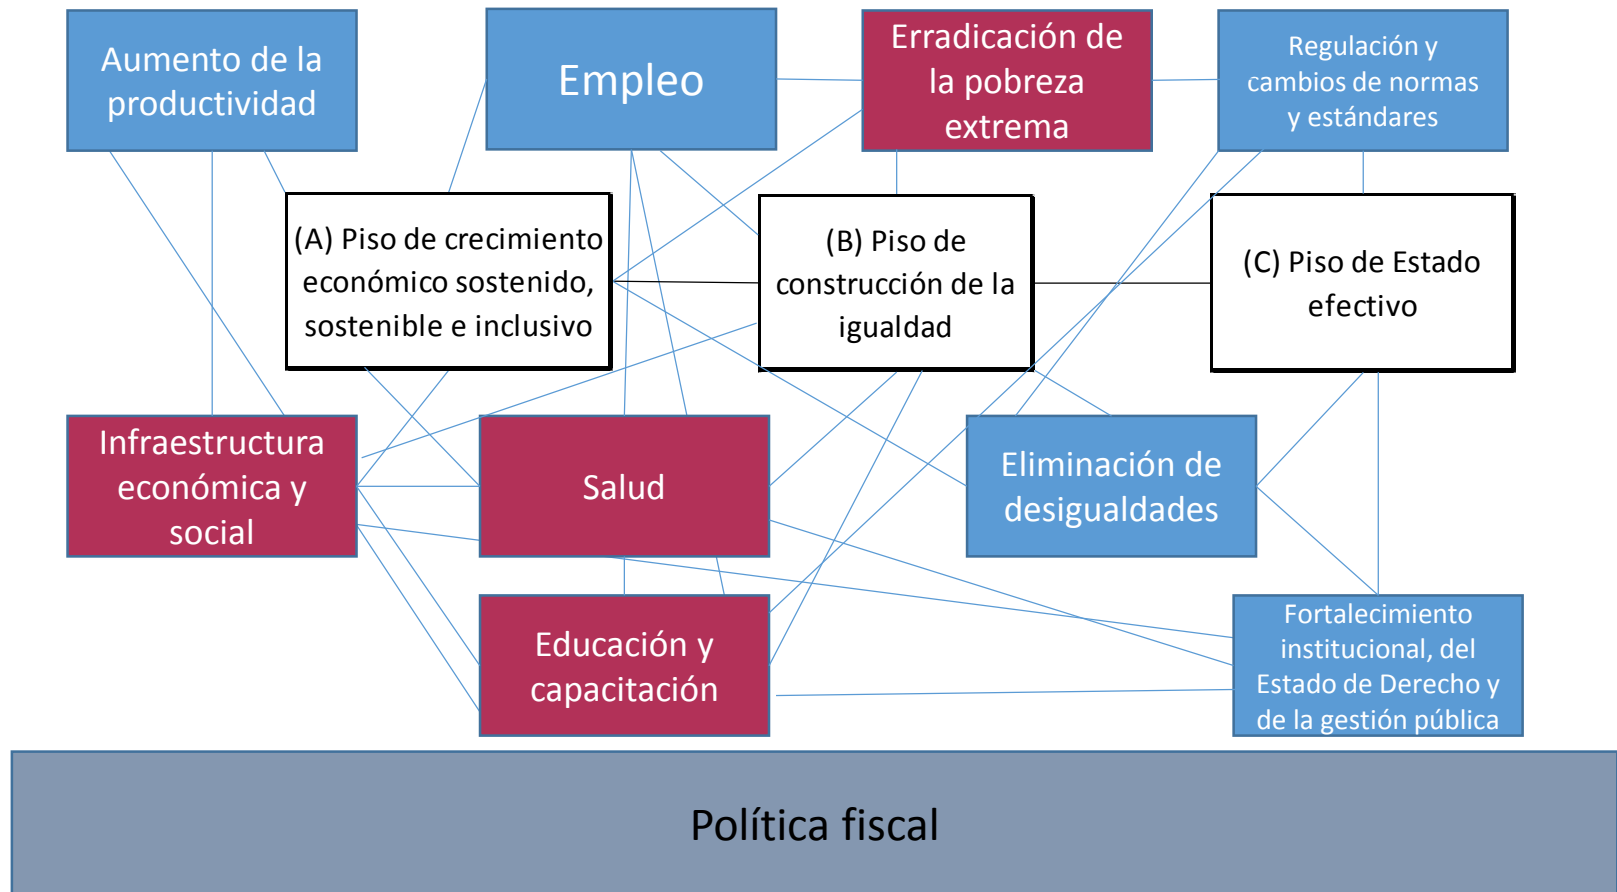 Aumento de la
productividad
Empleo
Erradicación de
la pobreza
extrema
Regulación y
cambios de normas
y estándares
(A) Piso de crecimiento
económico sostenido,
sostenible e inclusivo
(B) Piso de
construcción de la
igualdad
(C) Piso de Estado
efectivo
Infraestructura
económica y
social
Salud
Eliminación de
desigualdades
Educación y
capacitación
Fortalecimiento
institucional, del
Estado de Derecho y
de la gestión pública
Política fiscal